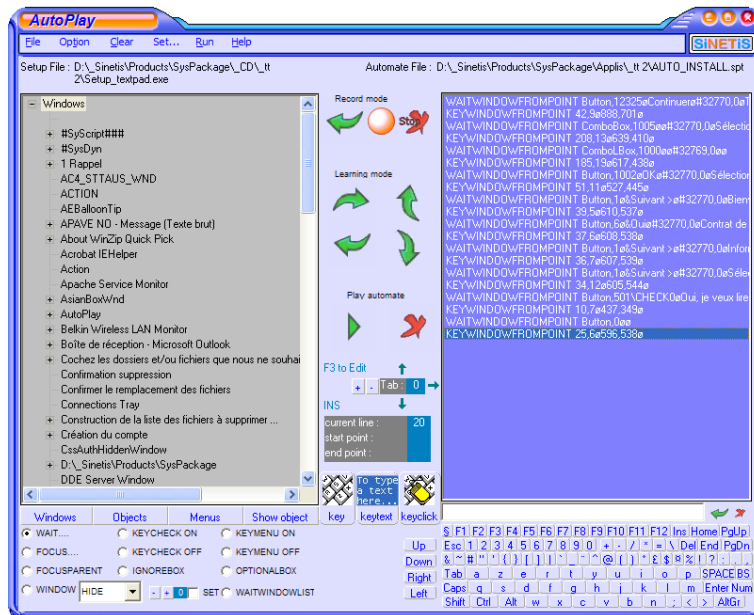 AutoPlay
File Option Clear Set... Run Help
SiNETiS
Setup File : D:\_Sinetis\Products\SysPackage\_CD\_tt
2\Setup_textpad.exe
Automate File : D:\_Sinetis\Products\SysPackage\Applis\_tt 2\AUTO_INSTALL.spt
Windows
#SyScript###
#SysDyn
1 Rappel
AC4_STTAUS_WND
ACTION
AEBalloonTip
APAVE NO - Message (Texte brut)
About WinZip Quick Pick
Acrobat IEHelper
Action
Apache Service Monitor
AsianBoxWnd
AutoPlay
Belkin Wireless LAN Monitor
Boîte de réception - Microsoft Outlook
Cochez les dossiers et/ou fichiers que nous ne souhai
Confirmation suppression
Confirmer le remplacement des fichiers
Connections Tray
Construction de la liste des fichiers à supprimer ...
Création du compte
CssAuthHiddenWindow
D:\_Sinetis\Products\SysPackage
DDE Server Window
Windows Objects Menus Show object
WAIT.... KEYCHECK ON KEYMENU ON
FOCUS.... KEYCHECK OFF KEYMENU OFF
FOCUSPARENT IGNOREBOX OPTIONALBOX
WINDOW HIDE - + 0 SET WAITWINDOWLIST
Record mode
Stop
Learning mode
Play automate
F3 to Edit
+ - Tab : 0
INS
current line : 20
start point :
end point :
To type
a text
here...
key keytext keyclick
Up
Down
Right
Left
WAITWINDOWFROMPOINT Button,12325øContinuerø#32770,0øT
KEYWINDOWFROMPOINT 42,9ø888,701ø
WAITWINDOWFROMPOINT ComboBox,1005øø#32770,0øSélectio
KEYWINDOWFROMPOINT 208,13ø639,410ø
WAITWINDOWFROMPOINT ComboLBox,1000øø#32769,0øø
KEYWINDOWFROMPOINT 185,19ø617,438ø
WAITWINDOWFROMPOINT Button,1002øOKø#32770,0øSélection
KEYWINDOWFROMPOINT 51,11ø527,445ø
WAITWINDOWFROMPOINT Button,1ø&Suivant >ø#32770,0øBien
KEYWINDOWFROMPOINT 39,5ø610,537ø
WAITWINDOWFROMPOINT Button,6ø&Ouiø#32770,0øContrat de
KEYWINDOWFROMPOINT 37,6ø608,538ø
WAITWINDOWFROMPOINT Button,1ø&Suivant >ø#32770,0øInfor
KEYWINDOWFROMPOINT 36,7ø607,539ø
WAITWINDOWFROMPOINT Button,1ø&Suivant >ø#32770,0øSéle
KEYWINDOWFROMPOINT 34,12ø605,544ø
WAITWINDOWFROMPOINT Button,501\CHECK0øOui, je veux lire
KEYWINDOWFROMPOINT 10,7ø437,349ø
WAITWINDOWFROMPOINT Button,0øø
KEYWINDOWFROMPOINT 25,6ø596,538ø
§ F1 F2 F3 F4 F5 F6 F7 F8 F9 F10 F11 F12 Ins Home PgUp
Esc 1 2 3 4 5 6 7 8 9 0 + - / * = \ Del End PgDn
& ~ # " ' { } [ ] | ` _ ¨ ^ @ ( ) ° £ $ ¤ % ! ? : . ,
Tab a z e r t y u i o p SPACE BS
Caps q s d f g h j k l m Enter Num
Shift Ctrl Alt w x c v b n ; < > AltGr